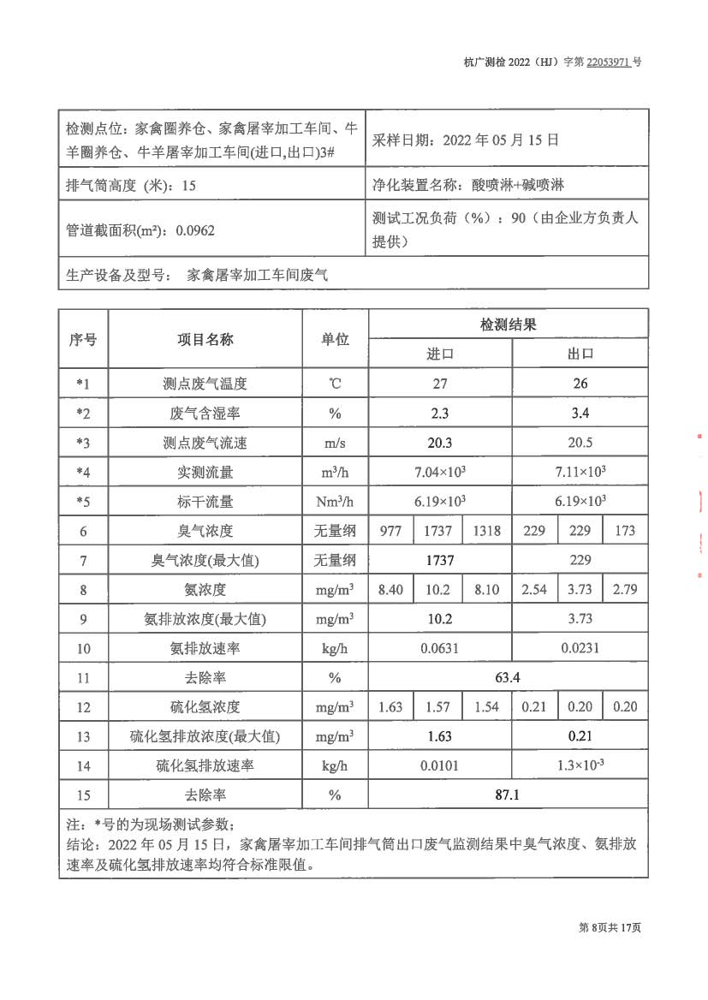 杭广测检 2022（HJ）字第 22053971 号
检测点位：家禽圈养仓、家禽屠宰加工车间、牛
羊圈养仓、牛羊屠宰加工车间(进口,出口)3#
采样日期：2022 年 05 月 15 日
排气筒高度 (米)：15
净化装置名称：酸喷淋+碱喷淋
管道截面积(m²)：0.0962
测试工况负荷（%）：90（由企业方负责人
提供）
生产设备及型号： 家禽屠宰加工车间废气
序号 项目名称 单位 检测结果
进口 出口
*1 测点废气温度 ℃ 27 26
*2 废气含湿率 % 2.3 3.4
*3 测点废气流速 m/s 20.3 20.5
*4 实测流量 m³/h 7.04×10³ 7.11×10³
*5 标干流量 Nm³/h 6.19×10³ 6.19×10³
6 臭气浓度 无量纲 977 1737 1318 229 229 173
7 臭气浓度(最大值) 无量纲 1737 229
8 氨浓度 mg/m³ 8.40 10.2 8.10 2.54 3.73 2.79
9 氨排放浓度(最大值) mg/m³ 10.2 3.73
10 氨排放速率 kg/h 0.0631 0.0231
11 去除率 % 63.4
12 硫化氢浓度 mg/m³ 1.63 1.57 1.54 0.21 0.20 0.20
13 硫化氢排放浓度(最大值) mg/m³ 1.63 0.21
14 硫化氢排放速率 kg/h 0.0101 1.3×10⁻³
15 去除率 % 87.1
注：*号的为现场测试参数；
结论：2022 年 05 月 15 日，家禽屠宰加工车间排气筒出口废气监测结果中臭气浓度、氨排放
速率及硫化氢排放速率均符合标准限值。
第 8页共 17页